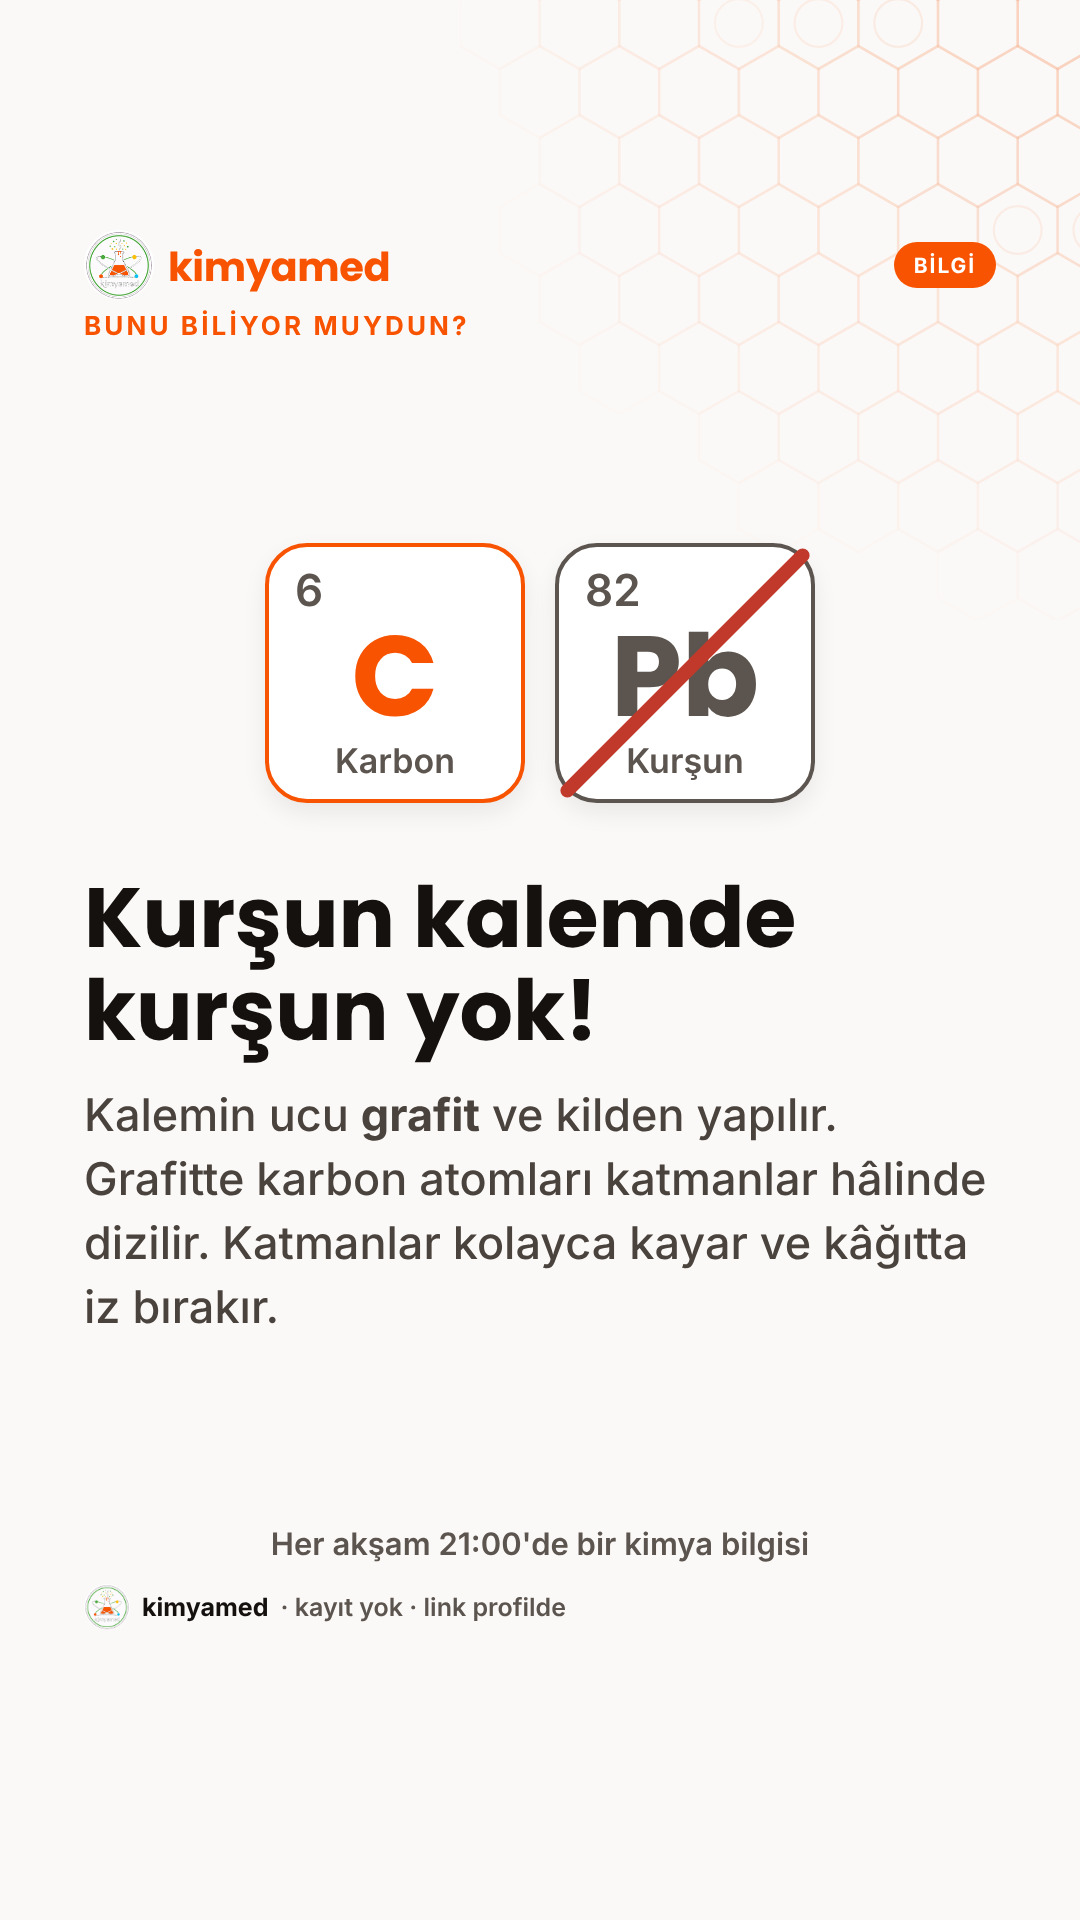 kimyamed
BİLGİ
BUNU BİLİYOR MUYDUN?
6
C
Karbon
82
Pb
Kurşun
Kurşun kalemde
kurşun yok!
Kalemin ucu grafit ve kilden yapılır.
Grafitte karbon atomları katmanlar hâlinde
dizilir. Katmanlar kolayca kayar ve kâğıtta
iz bırakır.
Her akşam 21:00'de bir kimya bilgisi
kimyamed · kayıt yok · link profilde